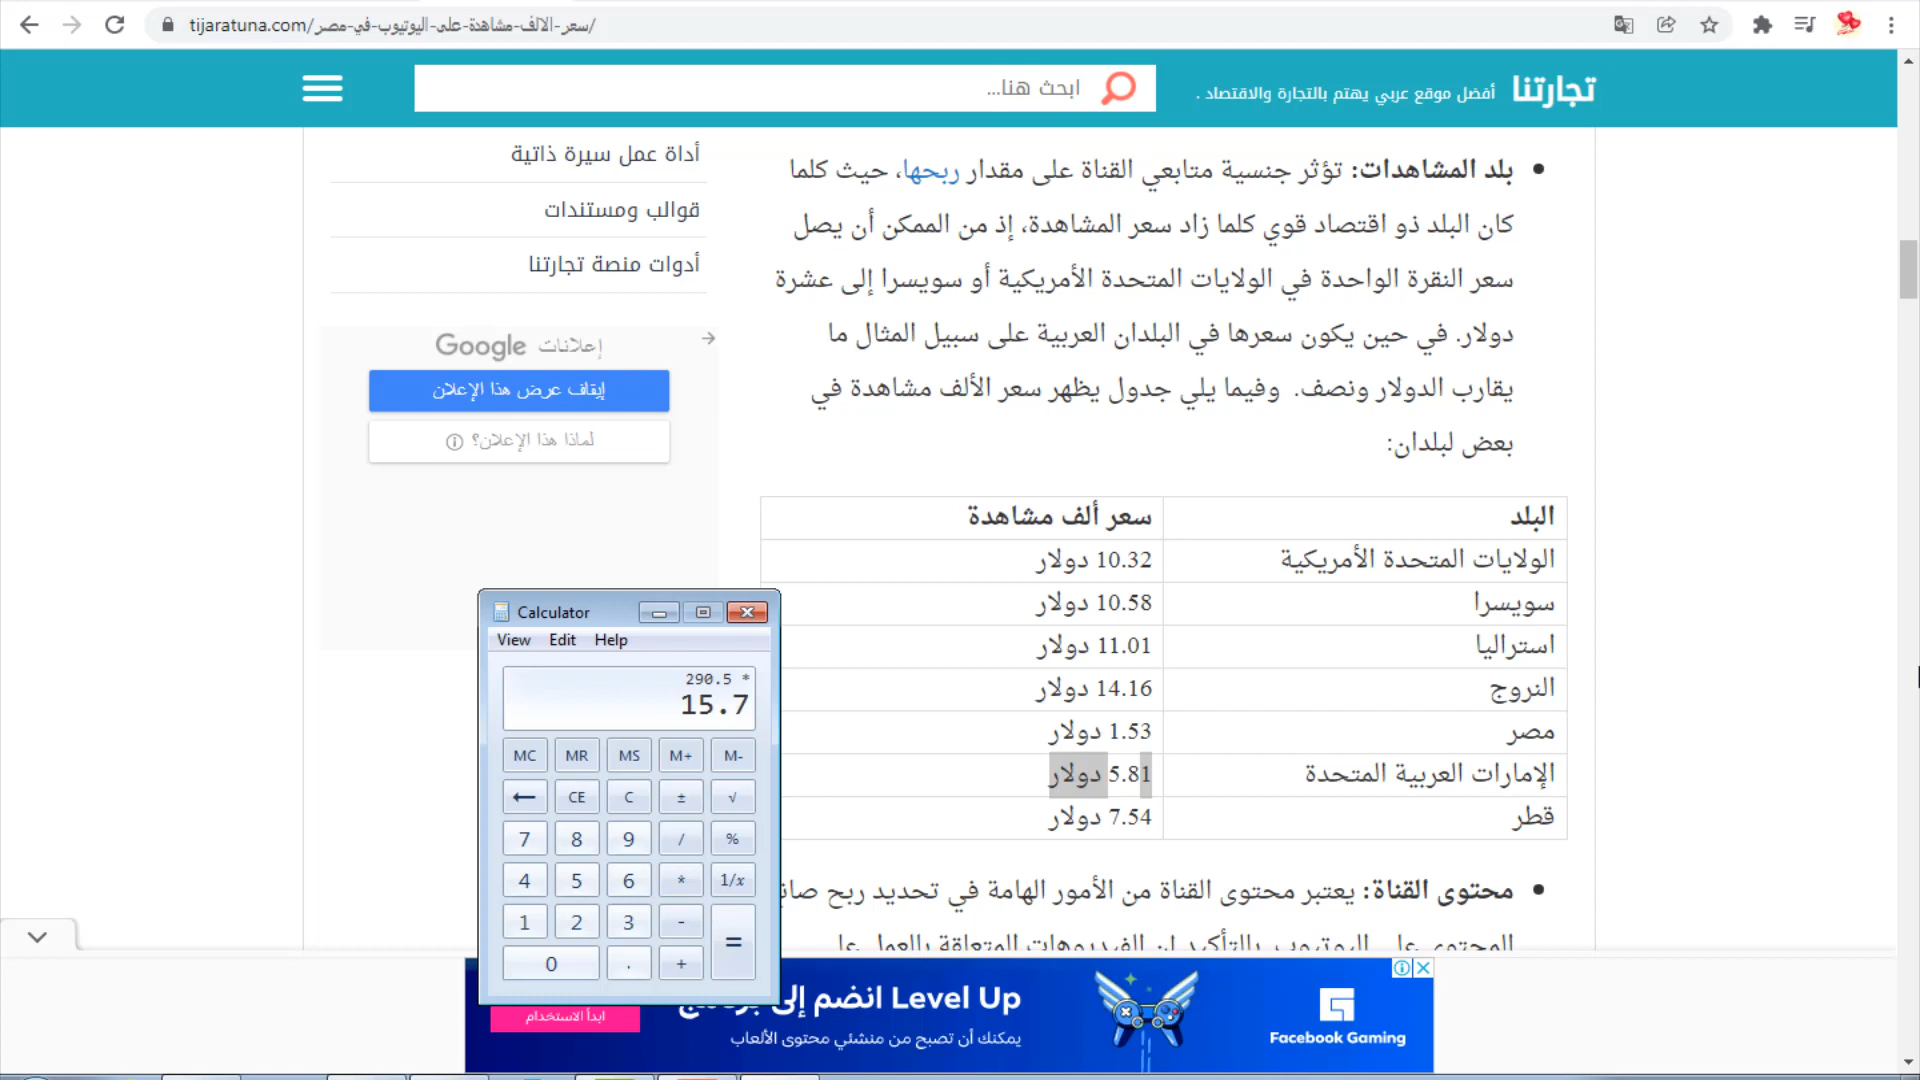 tijaratuna.com/سعر-الالف-مشاهدة-على-اليوتيوب-في-مصر/
تجارتنا
أفضل موقع عربي يهتم بالتجارة والاقتصاد .
ابحث هنا...
أداة عمل سيرة ذاتية
قوالب ومستندات
أدوات منصة تجارتنا
إعلانات Google
إيقاف عرض هذا الإعلان
لماذا هذا الإعلان؟
بلد المشاهدات: تؤثر جنسية متابعي القناة على مقدار ربحها، حيث كلما
كان البلد ذو اقتصاد قوي كلما زاد سعر المشاهدة، إذ من الممكن أن يصل
سعر النقرة الواحدة في الولايات المتحدة الأمريكية أو سويسرا إلى عشرة
دولار. في حين يكون سعرها في البلدان العربية على سبيل المثال ما
يقارب الدولار ونصف. وفيما يلي جدول يظهر سعر الألف مشاهدة في
بعض لبلدان:
البلد سعر ألف مشاهدة
الولايات المتحدة الأمريكية 10.32 دولار
سويسرا 10.58 دولار
استراليا 11.01 دولار
النروج 14.16 دولار
مصر 1.53 دولار
الإمارات العربية المتحدة 5.81 دولار
قطر 7.54 دولار
محتوى القناة: يعتبر محتوى القناة من الأمور الهامة في تحديد ربح
Calculator
View Edit Help
290.5 *
15.7
MC MR MS M+ M-
← CE C ± √
7 8 9 / %
4 5 6 * 1/x
1 2 3 - =
0 . +
انضم إلى Level Up
يمكنك أن تصبح من منشئي محتوى الألعاب
ابدأ الاستخدام
Facebook Gaming